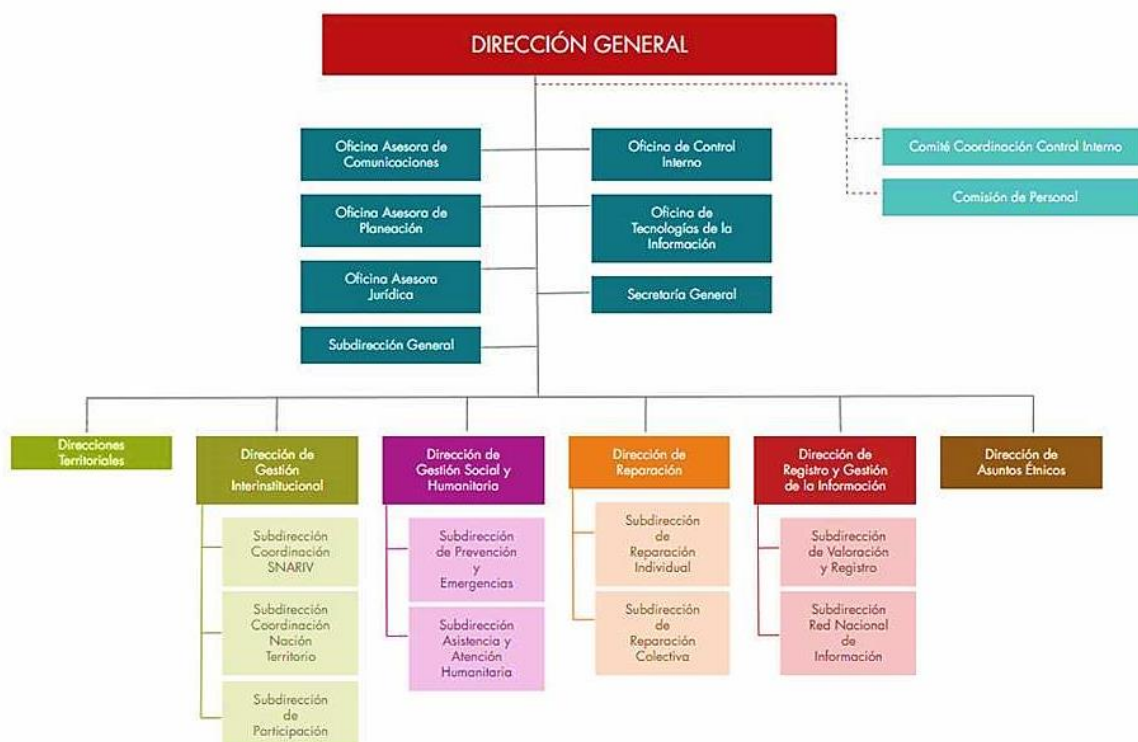 DIRECCIÓN GENERAL
Oficina Asesora de
Comunicaciones
Oficina de Control
Interno
Comité Coordinación Control Interno
Comisión de Personal
Oficina Asesora de
Planeación
Oficina de
Tecnologías de la
Información
Oficina Asesora
Jurídica
Secretaría General
Subdirección General
Direcciones
Territoriales
Dirección de
Gestión
Interinstitucional
Subdirección
Coordinación
SNARIV
Subdirección
Coordinación
Nación
Territorio
Subdirección
de
Participación
Dirección de
Gestión Social y
Humanitaria
Subdirección
de Prevención
y
Emergencias
Subdirección
Asistencia y
Atención
Humanitaria
Dirección de
Reparación
Subdirección
de
Reparación
Individual
Subdirección
de
Reparación
Colectiva
Dirección de
Registro y Gestión
de la Información
Subdirección
de Valoración
y Registro
Subdirección
Red Nacional
de
Información
Dirección de
Asuntos Étnicos